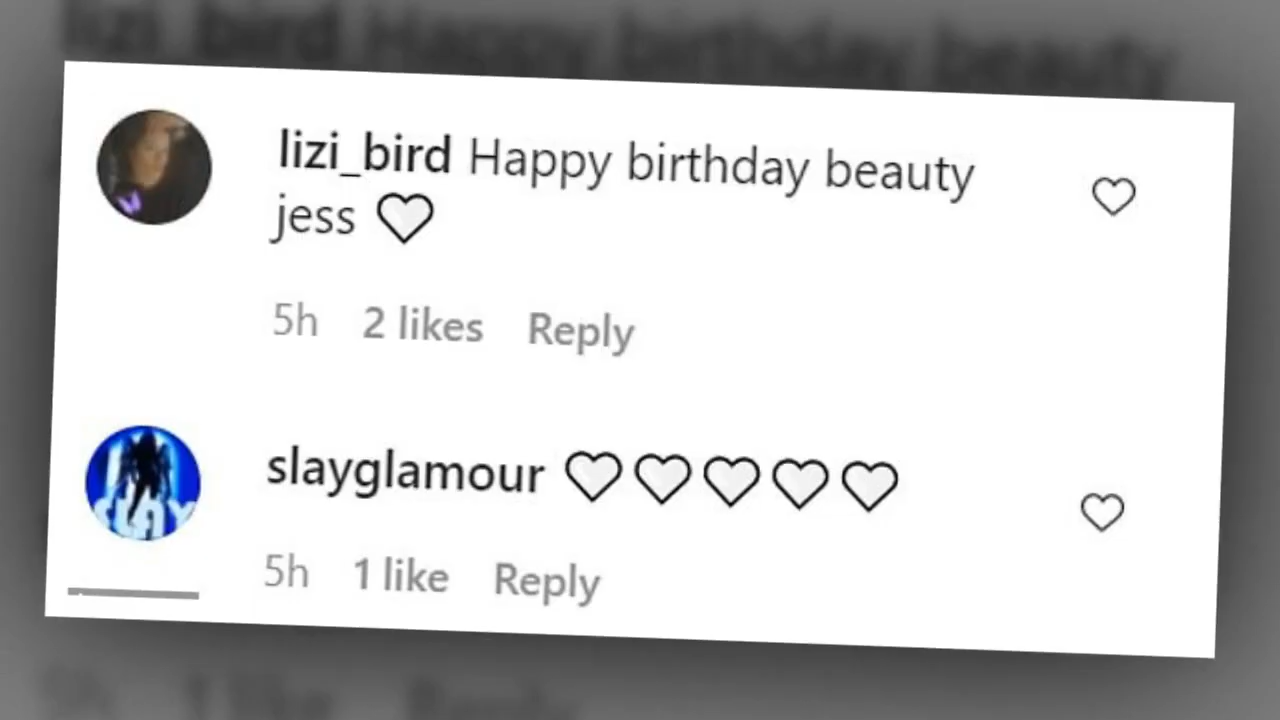 lizi_bird Happy birthday beauty
jess 🤍
5h 2 likes Reply
slayglamour 🤍🤍🤍🤍🤍
5h 1 like Reply